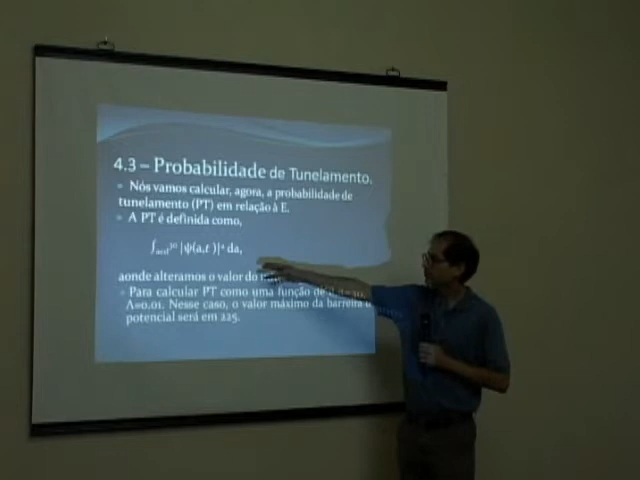 4.3 – Probabilidade de Tunelamento.
Nós vamos calcular, agora, a probabilidade de
tunelamento (PT) em relação à E.
A PT é definida como,
|ψ(a,t )|² da,
aonde alteramos o valor do
Para calcular PT como uma função de
Λ=0.01. Nesse caso, o valor máximo da barreira
potencial será em 225.